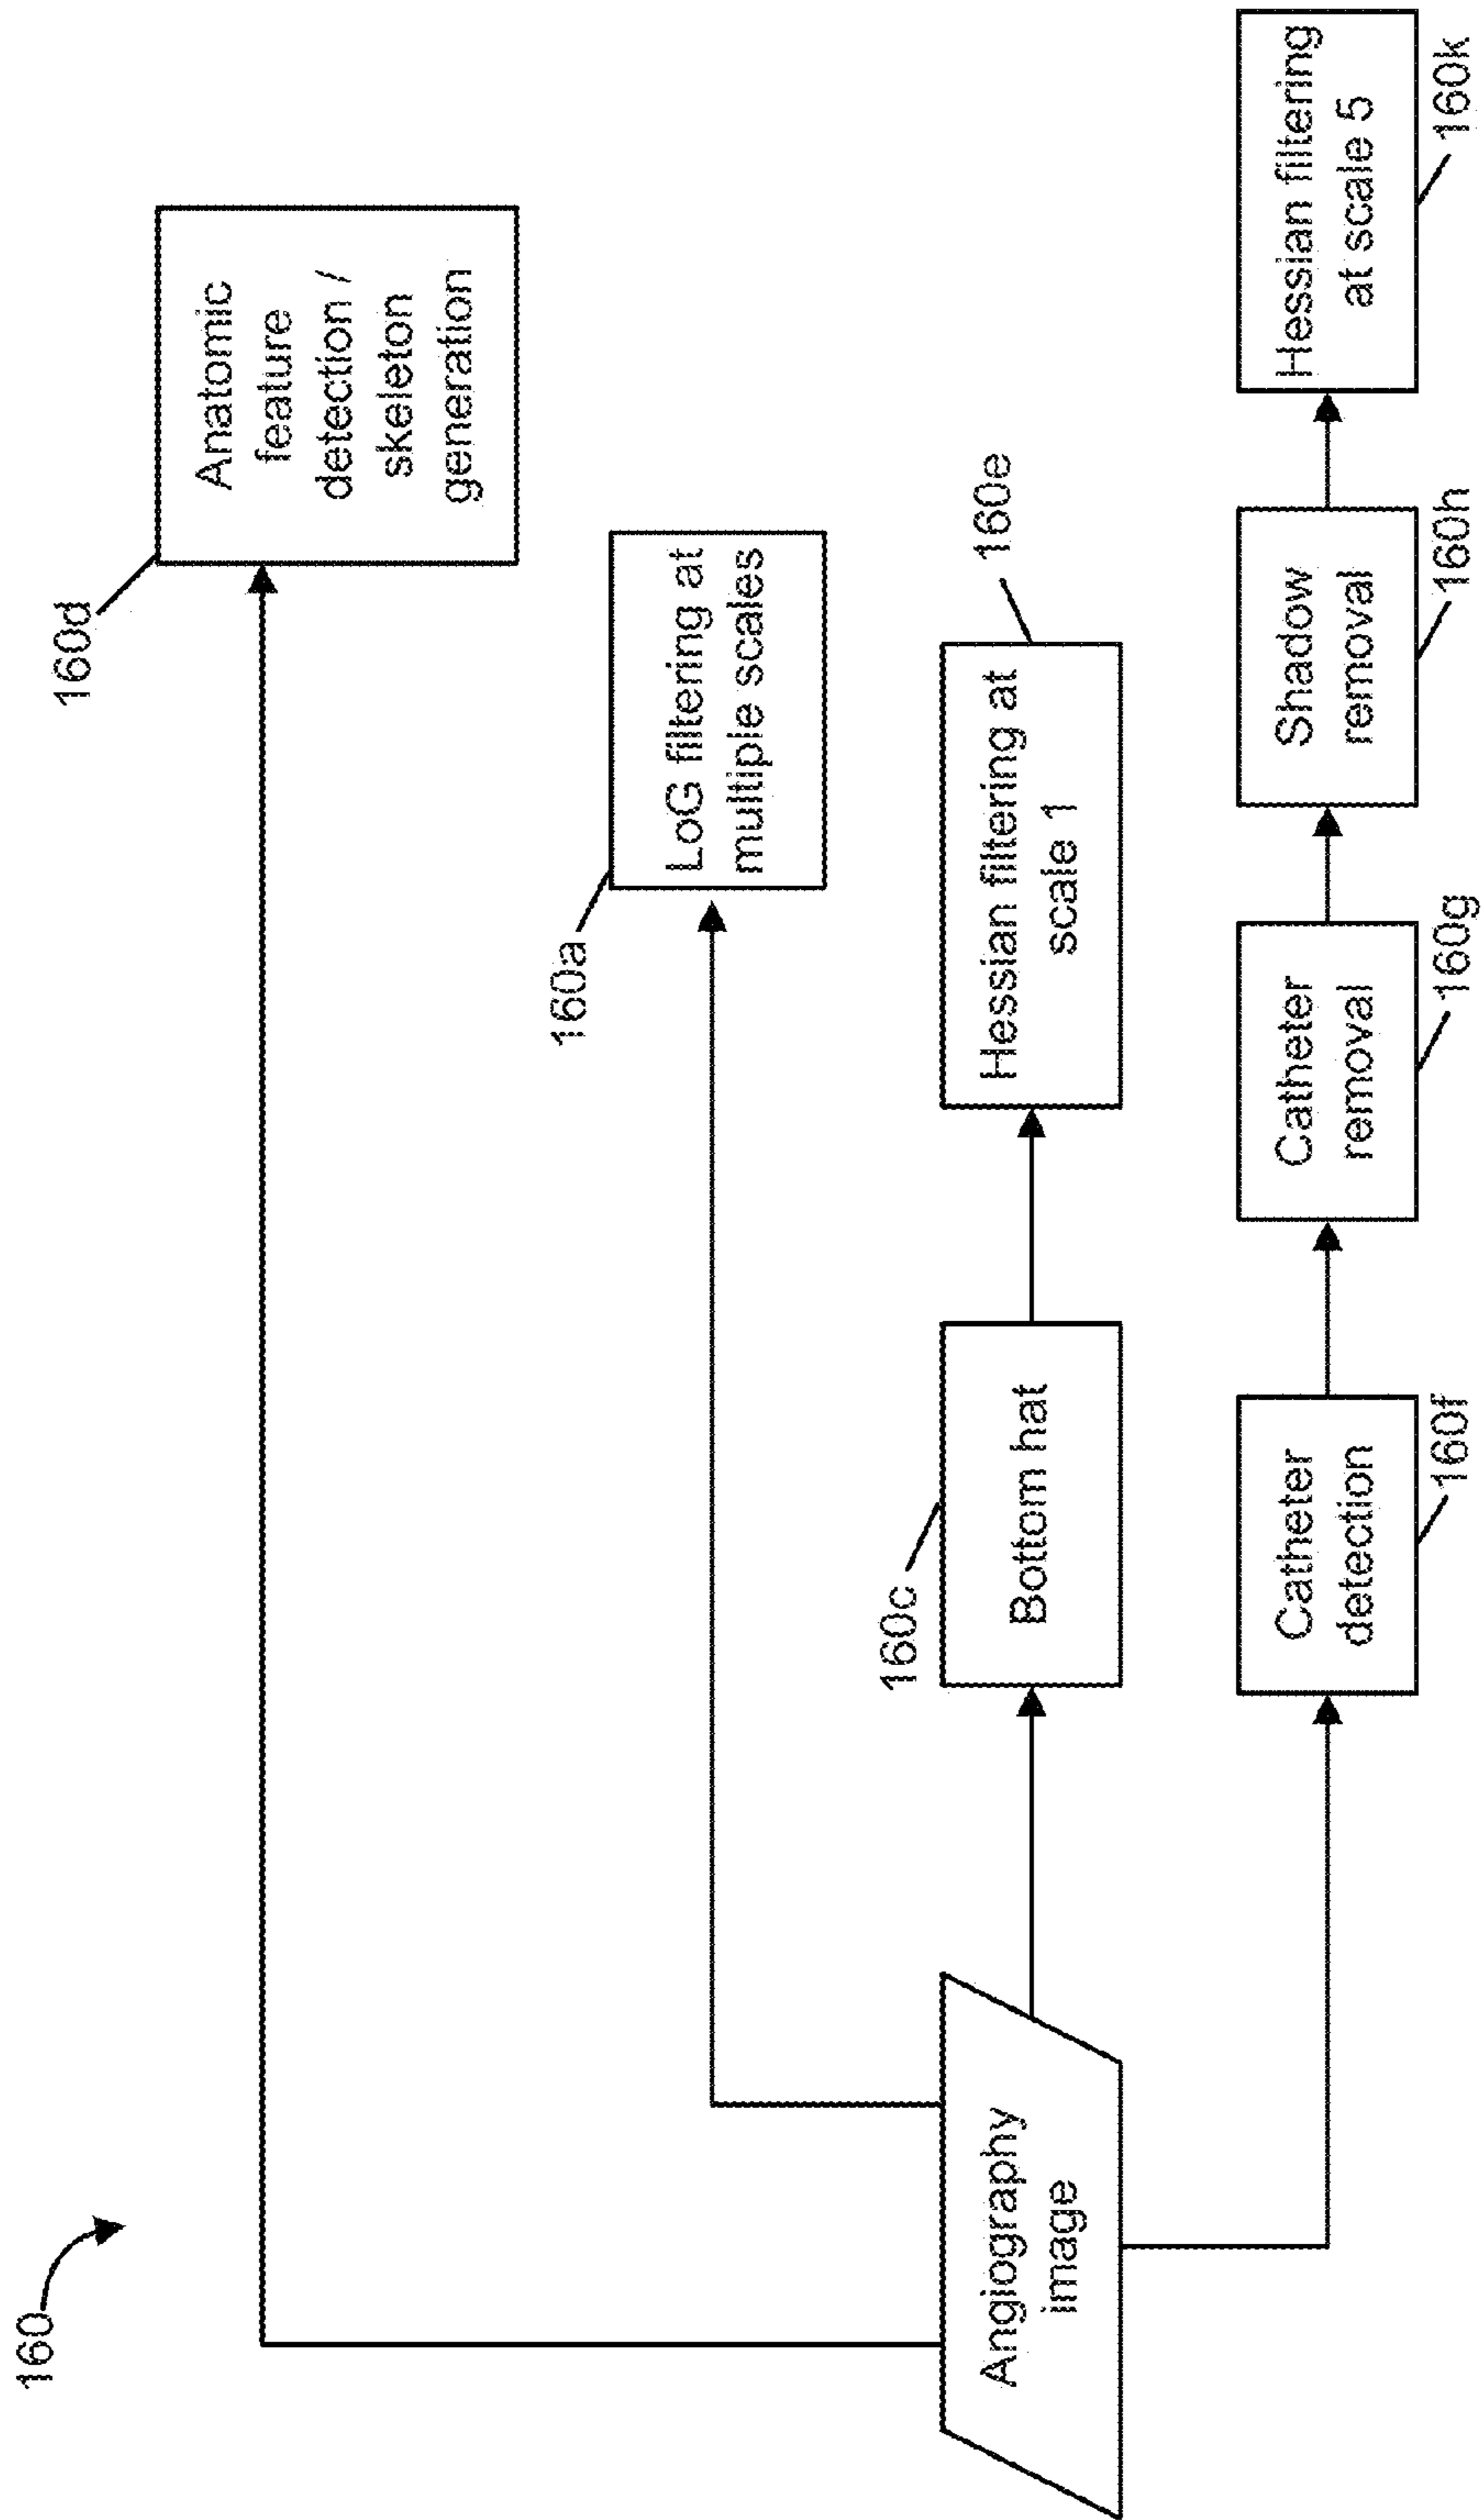 160
160d
Anatomic
feature
detection /
skeleton
generation
160a
LoG filtering at
multiple scales
160c
Bottom hat
160e
Hessian filtering at
scale 1
Angiography
image
Catheter
detection
160f
Catheter
removal
160g
Shadow
removal
160h
Hessian filtering
at scale 5
160k